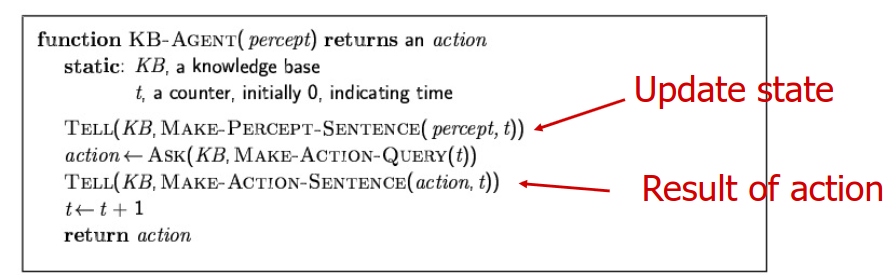 function KB-AGENT( percept) returns an action
static: KB, a knowledge base
t, a counter, initially 0, indicating time
TELL(KB, MAKE-PERCEPT-SENTENCE( percept, t))
action ← ASK(KB, MAKE-ACTION-QUERY(t))
TELL(KB, MAKE-ACTION-SENTENCE(action, t))
t ← t + 1
return action
Update state
Result of action